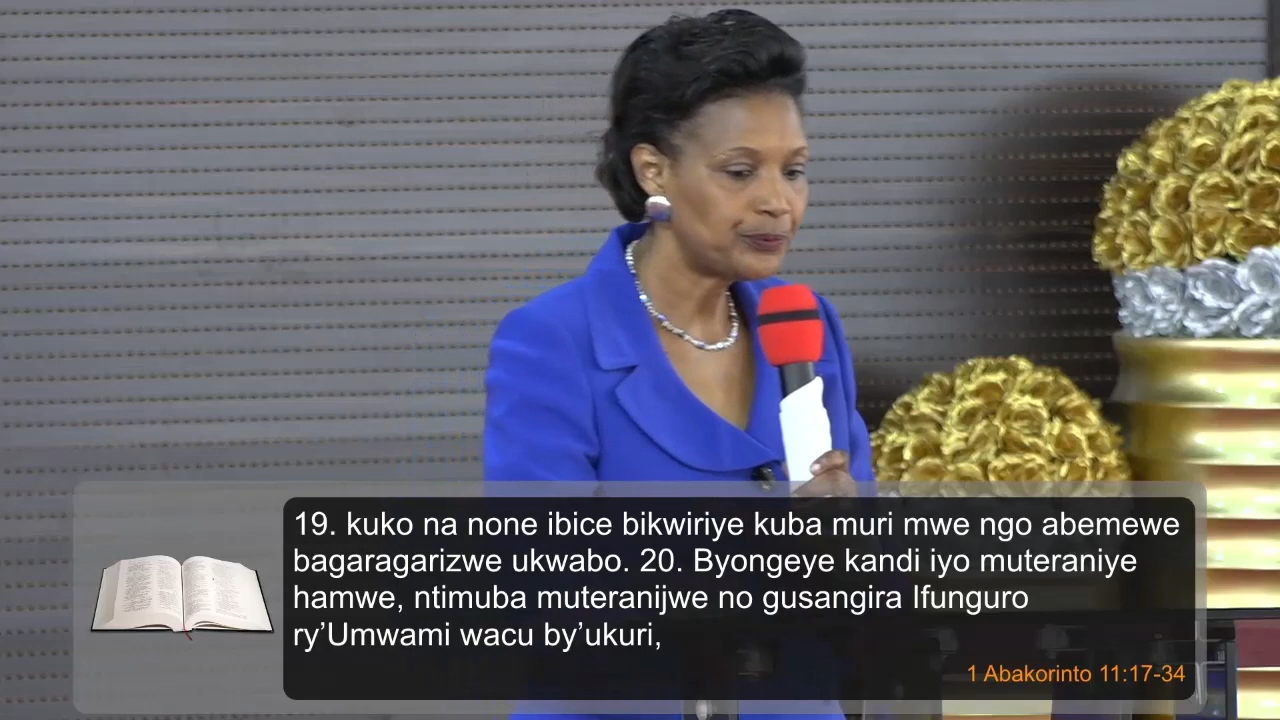 19. kuko na none ibice bikwiriye kuba muri mwe ngo abemewe
bagaragarizwe ukwabo. 20. Byongeye kandi iyo muteraniye
hamwe, ntimuba muteranijwe no gusangira Ifunguro
ry’Umwami wacu by’ukuri,
1 Abakorinto 11:17-34